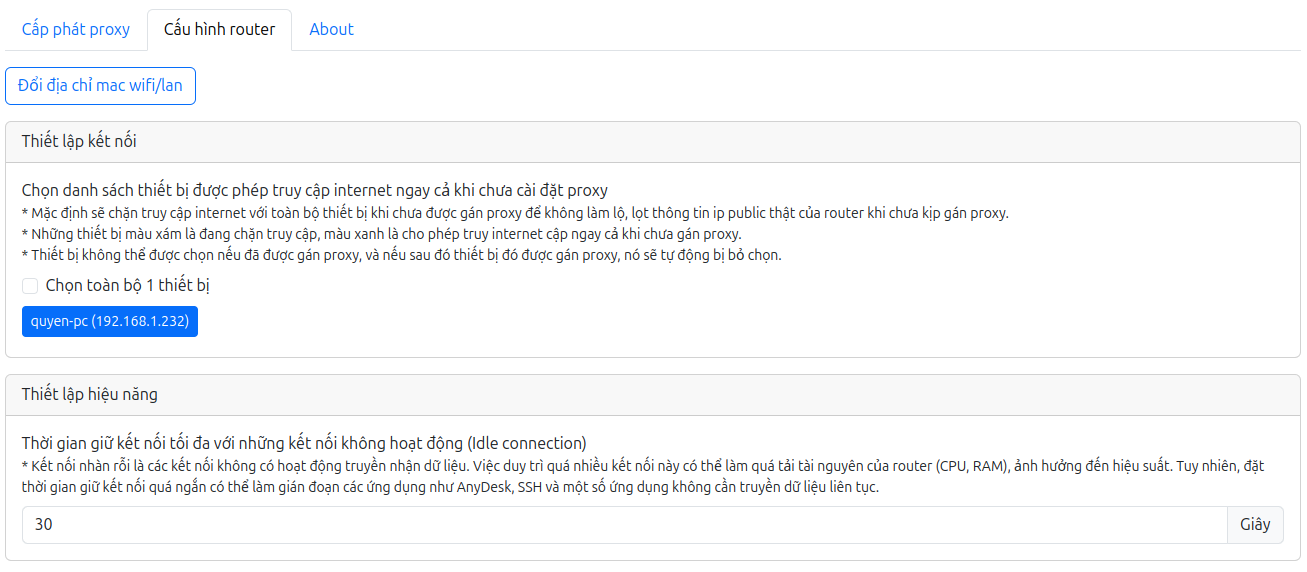 Cấp phát proxy Cấu hình router About
Đổi địa chỉ mac wifi/lan
Thiết lập kết nối
Chọn danh sách thiết bị được phép truy cập internet ngay cả khi chưa cài đặt proxy
* Mặc định sẽ chặn truy cập internet với toàn bộ thiết bị khi chưa được gán proxy để không làm lộ, lọt thông tin ip public thật của router khi chưa kịp gán proxy.
* Những thiết bị màu xám là đang chặn truy cập, màu xanh là cho phép truy internet cập ngay cả khi chưa gán proxy.
* Thiết bị không thể được chọn nếu đã được gán proxy, và nếu sau đó thiết bị đó được gán proxy, nó sẽ tự động bị bỏ chọn.
Chọn toàn bộ 1 thiết bị
quyen-pc (192.168.1.232)
Thiết lập hiệu năng
Thời gian giữ kết nối tối đa với những kết nối không hoạt động (Idle connection)
* Kết nối nhàn rỗi là các kết nối không có hoạt động truyền nhận dữ liệu. Việc duy trì quá nhiều kết nối này có thể làm quá tải tài nguyên của router (CPU, RAM), ảnh hưởng đến hiệu suất. Tuy nhiên, đặt
thời gian giữ kết nối quá ngắn có thể làm gián đoạn các ứng dụng như AnyDesk, SSH và một số ứng dụng không cần truyền dữ liệu liên tục.
30 Giây